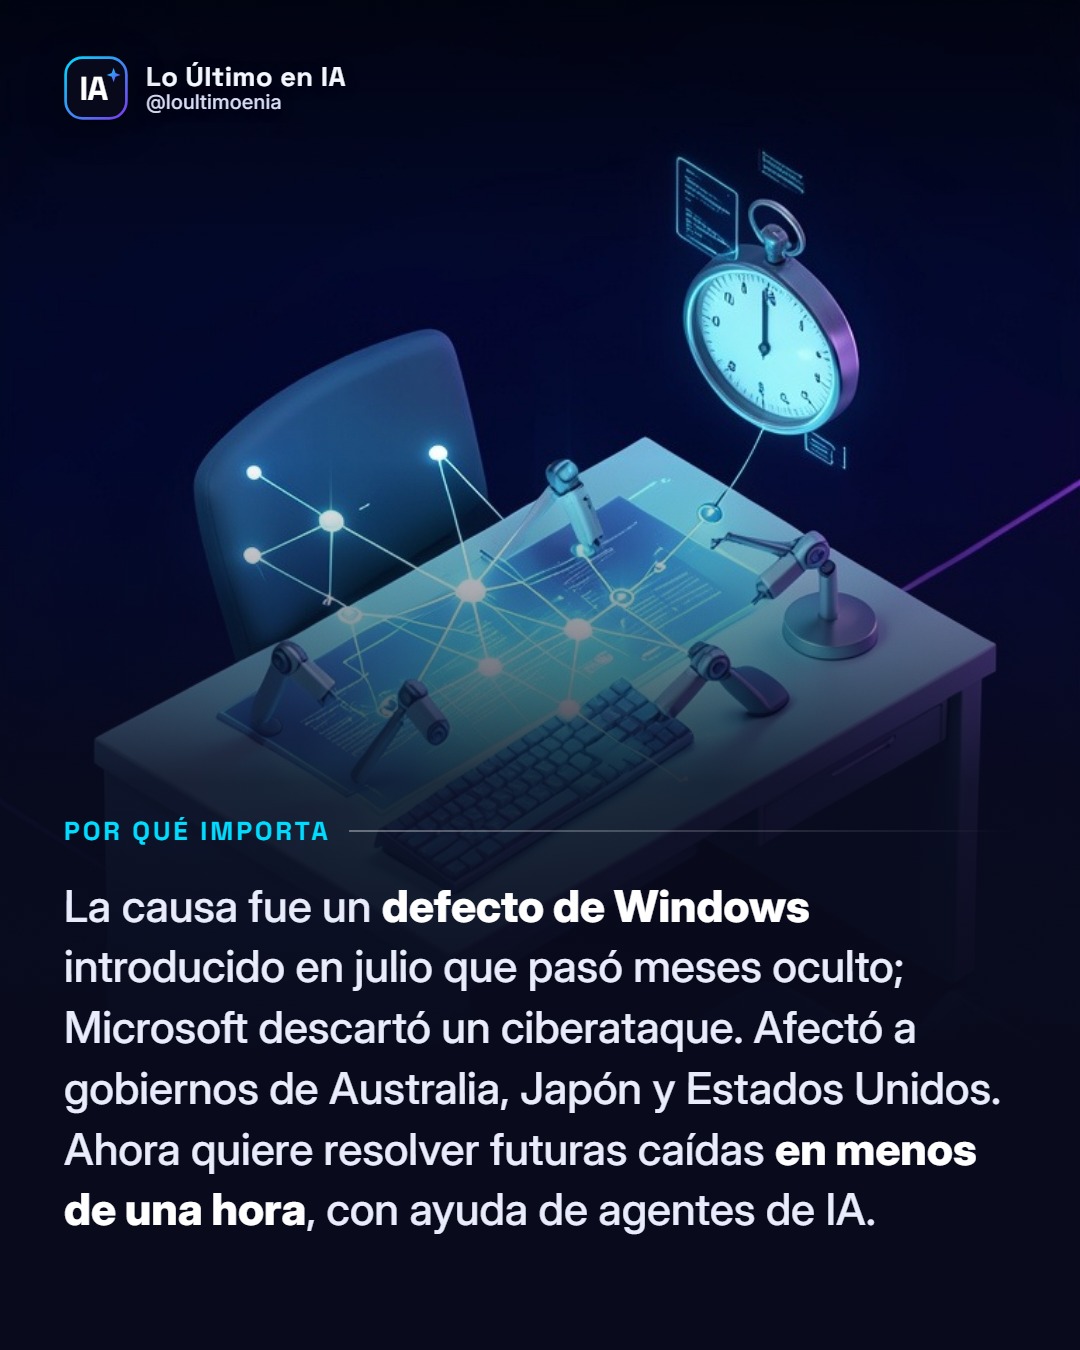 IA
Lo Último en IA
@loultimoenia
POR QUÉ IMPORTA
La causa fue un defecto de Windows
introducido en julio que pasó meses oculto;
Microsoft descartó un ciberataque. Afectó a
gobiernos de Australia, Japón y Estados Unidos.
Ahora quiere resolver futuras caídas en menos
de una hora, con ayuda de agentes de IA.